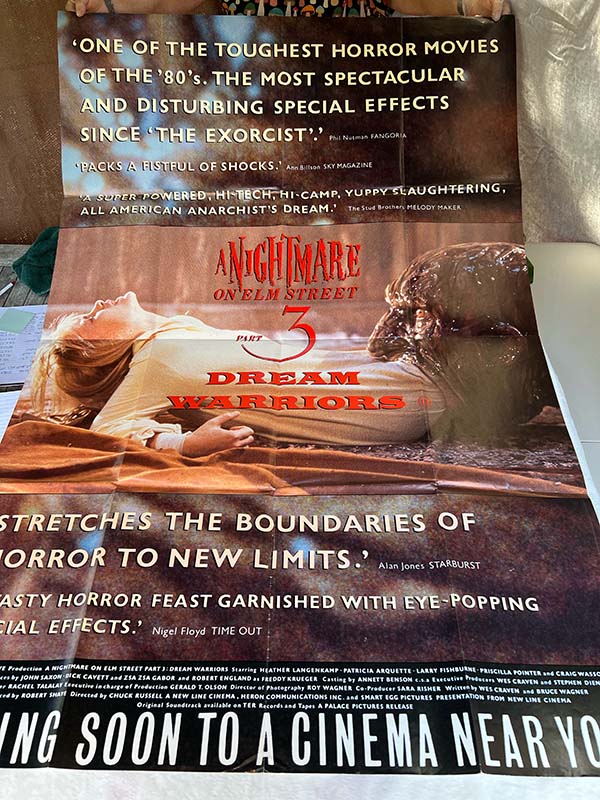 'ONE OF THE TOUGHEST HORROR MOVIES
OF THE '80's. THE MOST SPECTACULAR
AND DISTURBING SPECIAL EFFECTS
SINCE 'THE EXORCIST'.' Phil Nutman FANGORIA
'PACKS A FISTFUL OF SHOCKS.' Ann Billson SKY MAGAZINE
'A SUPER POWERED, HI-TECH, HI-CAMP, YUPPY SLAUGHTERING,
ALL AMERICAN ANARCHIST'S DREAM.' The Stud Brothers MELODY MAKER
A NIGHTMARE
ON ELM STREET
PART 3
DREAM
WARRIORS
STRETCHES THE BOUNDARIES OF
HORROR TO NEW LIMITS.' Alan Jones STARBURST
TASTY HORROR FEAST GARNISHED WITH EYE-POPPING
CIAL EFFECTS.' Nigel Floyd TIME OUT
Production A NIGHTMARE ON ELM STREET PART 3: DREAM WARRIORS Starring HEATHER LANGENKAMP · PATRICIA ARQUETTE · LARRY FISHBURNE · PRISCILLA POINTER and CRAIG WASSO
by JOHN SAXON · DICK CAVETT and ZSA ZSA GABOR and ROBERT ENGLAND as FREDDY KRUEGER Casting by ANNETT BENSON c.s.a Executive Producers WES CRAVEN and STEPHEN DIEN
RACHEL TALALAY Executive in charge of Production GERALD T. OLSON Director of Photography ROY WAGNER Co-Producer SARA RISHER Written by WES CRAVEN and BRUCE WAGNER
by ROBERT SHAYE Directed by CHUCK RUSSELL A NEW LINE CINEMA, HERON COMMUNICATIONS INC. and SMART EGG PICTURES PRESENTATION FROM NEW LINE CINEMA
Original Soundtrack available on TER Records and Tapes A PALACE PICTURES RELEASE
ING SOON TO A CINEMA NEAR YO